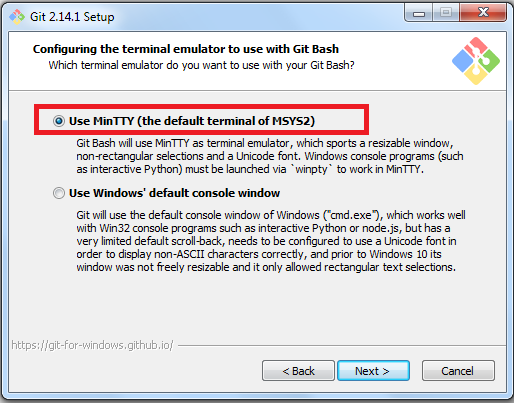 Git 2.14.1 Setup
Configuring the terminal emulator to use with Git Bash
Which terminal emulator do you want to use with your Git Bash?
Use MinTTY (the default terminal of MSYS2)
Git Bash will use MinTTY as terminal emulator, which sports a resizable window,
non-rectangular selections and a Unicode font. Windows console programs (such
as interactive Python) must be launched via `winpty` to work in MinTTY.
Use Windows' default console window
Git will use the default console window of Windows ("cmd.exe"), which works well
with Win32 console programs such as interactive Python or node.js, but has a
very limited default scroll-back, needs to be configured to use a Unicode font in
order to display non-ASCII characters correctly, and prior to Windows 10 its
window was not freely resizable and it only allowed rectangular text selections.
https://git-for-windows.github.io/
< Back
Next >
Cancel